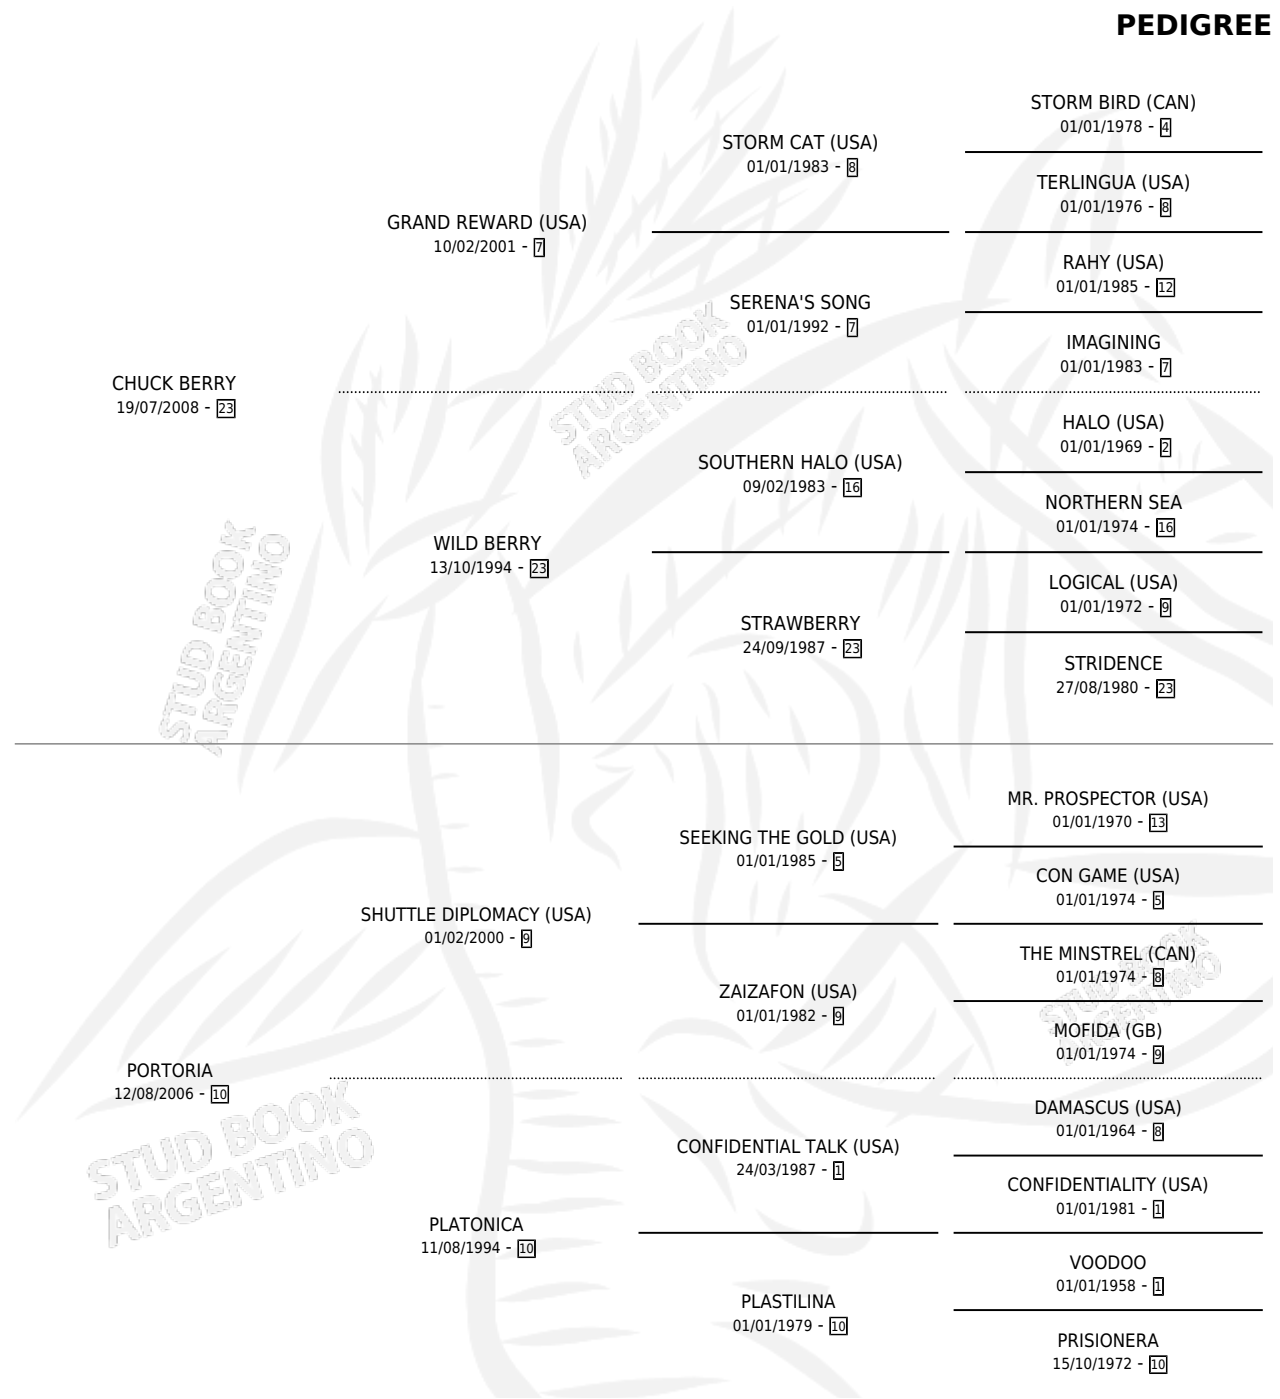 PEDIGREE
STORM BIRD (CAN)
01/01/1978 - 4
STORM CAT (USA)
01/01/1983 - 8
TERLINGUA (USA)
01/01/1976 - 8
GRAND REWARD (USA)
10/02/2001 - 7
RAHY (USA)
01/01/1985 - 12
SERENA'S SONG
01/01/1992 - 7
IMAGINING
01/01/1983 - 7
CHUCK BERRY
19/07/2008 - 23
HALO (USA)
01/01/1969 - 2
SOUTHERN HALO (USA)
09/02/1983 - 16
NORTHERN SEA
01/01/1974 - 16
WILD BERRY
13/10/1994 - 23
LOGICAL (USA)
01/01/1972 - 9
STRAWBERRY
24/09/1987 - 23
STRIDENCE
27/08/1980 - 23
MR. PROSPECTOR (USA)
01/01/1970 - 13
SEEKING THE GOLD (USA)
01/01/1985 - 5
CON GAME (USA)
01/01/1974 - 5
SHUTTLE DIPLOMACY (USA)
01/02/2000 - 9
THE MINSTREL (CAN)
01/01/1974 - 8
ZAIZAFON (USA)
01/01/1982 - 9
MOFIDA (GB)
01/01/1974 - 9
PORTORIA
12/08/2006 - 10
DAMASCUS (USA)
01/01/1964 - 8
CONFIDENTIAL TALK (USA)
24/03/1987 - 1
CONFIDENTIALITY (USA)
01/01/1981 - 1
PLATONICA
11/08/1994 - 10
VOODOO
01/01/1958 - 1
PLASTILINA
01/01/1979 - 10
PRISIONERA
15/10/1972 - 10
STUD BOOK
ARGENTINO
STUD BOOK
ARGENTINO
STUD BOOK
ARGENTINO
STUD BOOK
ARGENTINO